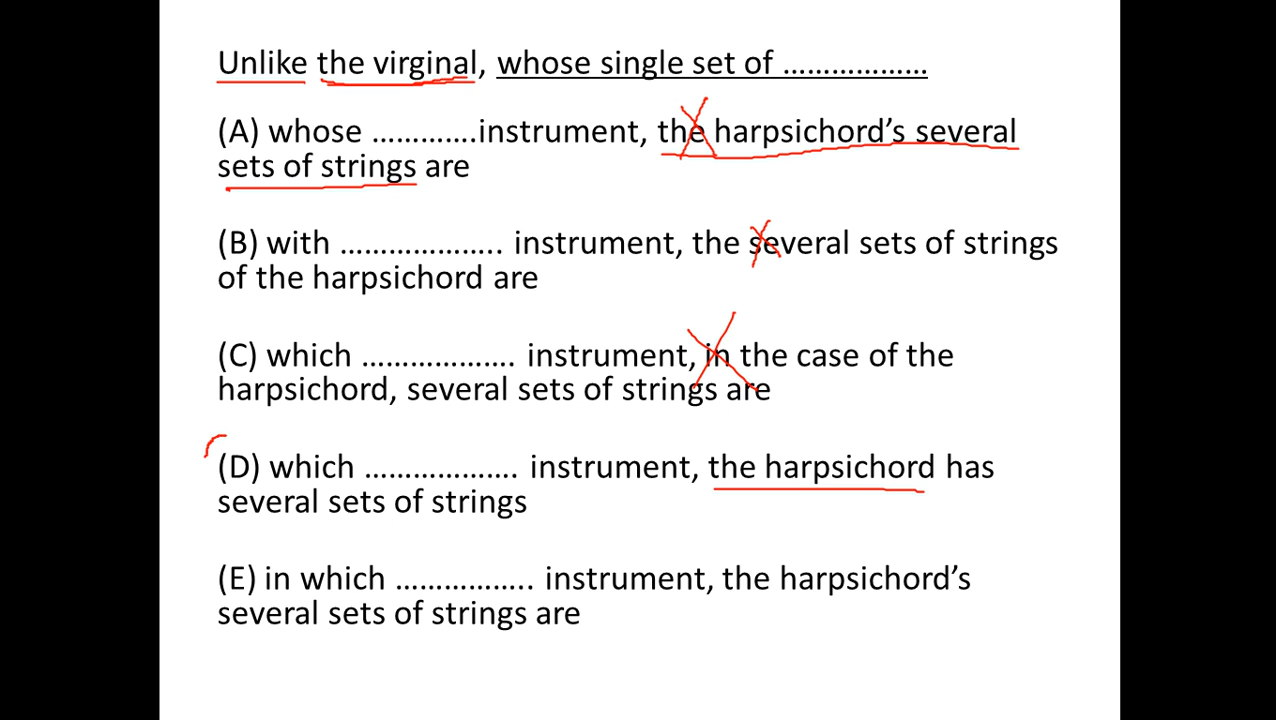 Unlike the virginal, whose single set of ………………
(A) whose ………….instrument, the harpsichord’s several
sets of strings are
(B) with ………………….. instrument, the several sets of strings
of the harpsichord are
(C) which ………………… instrument, in the case of the
harpsichord, several sets of strings are
(D) which ………………… instrument, the harpsichord has
several sets of strings
(E) in which …………….. instrument, the harpsichord’s
several sets of strings are